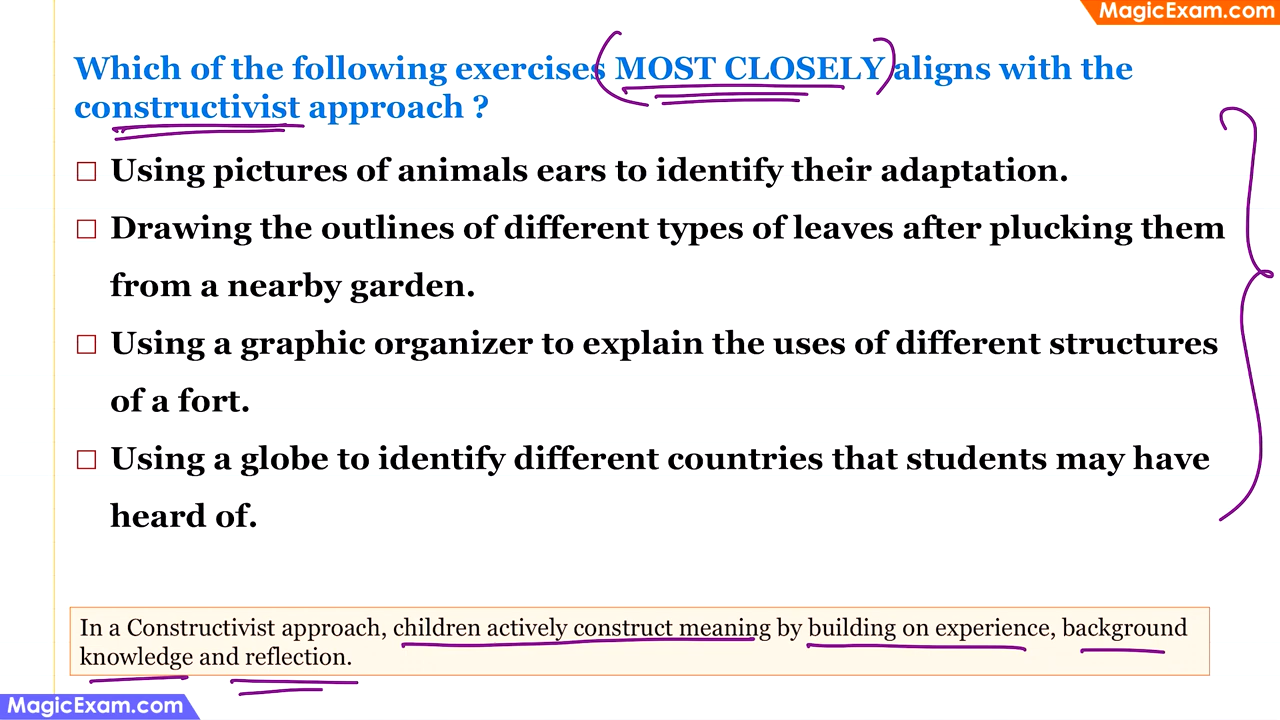 MagicExam.com
Which of the following exercises MOST CLOSELY aligns with the
constructivist approach ?
Using pictures of animals ears to identify their adaptation.
Drawing the outlines of different types of leaves after plucking them
from a nearby garden.
Using a graphic organizer to explain the uses of different structures
of a fort.
Using a globe to identify different countries that students may have
heard of.
In a Constructivist approach, children actively construct meaning by building on experience, background
knowledge and reflection.
MagicExam.com